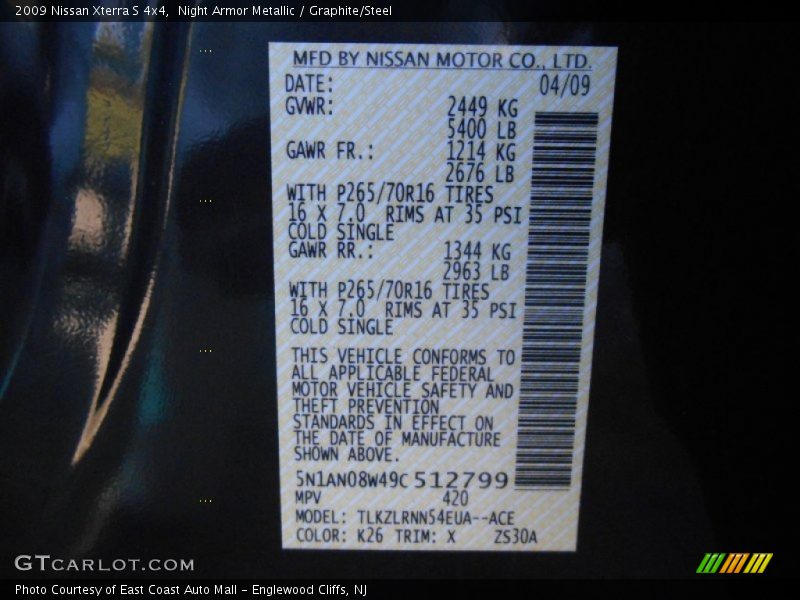 2009 Nissan Xterra S 4x4,  Night Armor Metallic / Graphite/Steel
MFD BY NISSAN MOTOR CO., LTD.
DATE: 04/09
GVWR: 2449 KG
5400 LB
GAWR FR.: 1214 KG
2676 LB
WITH P265/70R16 TIRES
16 X 7.0 RIMS AT 35 PSI
COLD SINGLE
GAWR RR.: 1344 KG
2963 LB
WITH P265/70R16 TIRES
16 X 7.0 RIMS AT 35 PSI
COLD SINGLE
THIS VEHICLE CONFORMS TO
ALL APPLICABLE FEDERAL
MOTOR VEHICLE SAFETY AND
THEFT PREVENTION
STANDARDS IN EFFECT ON
THE DATE OF MANUFACTURE
SHOWN ABOVE.
5N1AN08W49C512799
MPV 420
MODEL: TLKZLRNN54EUA--ACE
COLOR: K26 TRIM: X ZS30A
GTCARLOT.COM
Photo Courtesy of East Coast Auto Mall - Englewood Cliffs, NJ